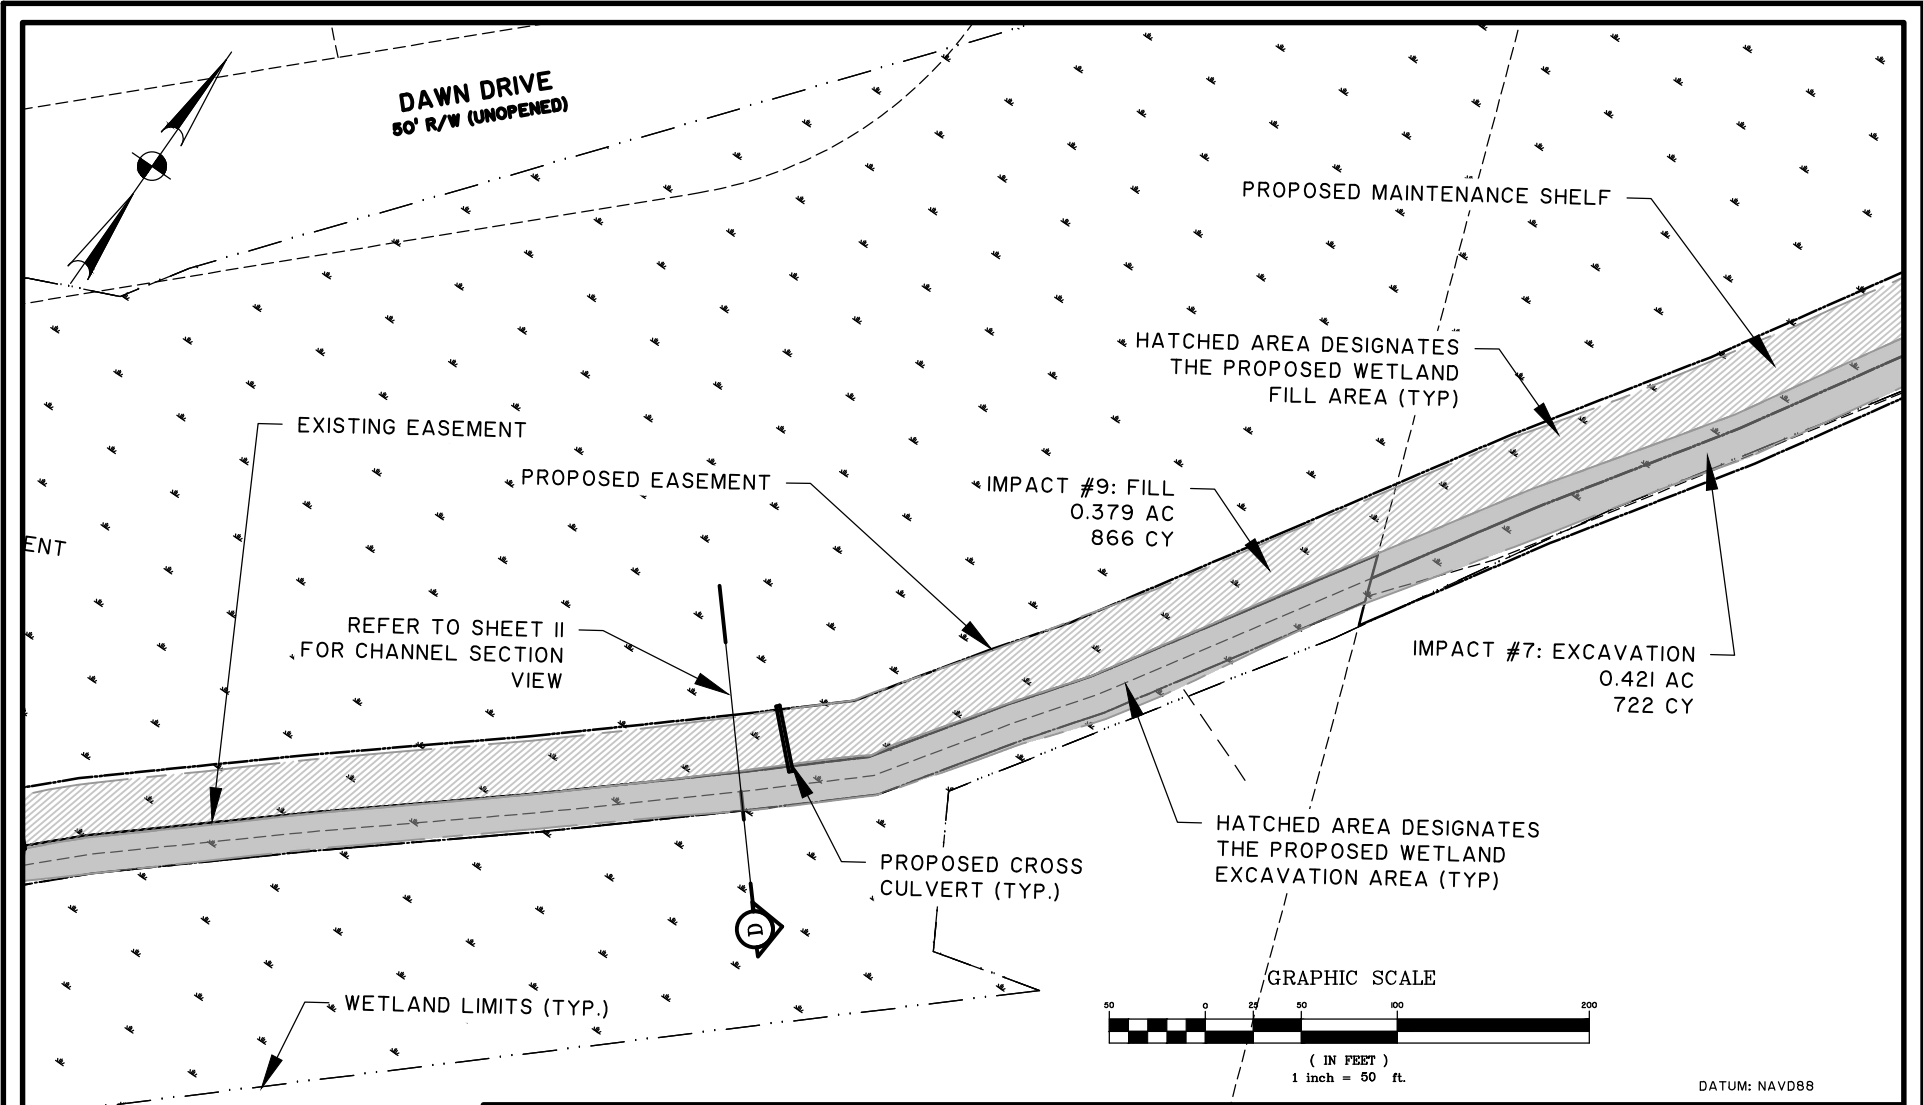 DAWN DRIVE
50' R/W (UNOPENED)
PROPOSED MAINTENANCE SHELF
HATCHED AREA DESIGNATES
THE PROPOSED WETLAND
FILL AREA (TYP)
EXISTING EASEMENT
PROPOSED EASEMENT
IMPACT #9: FILL
0.379 AC
866 CY
ENT
REFER TO SHEET 11
FOR CHANNEL SECTION
VIEW
IMPACT #7: EXCAVATION
0.421 AC
722 CY
HATCHED AREA DESIGNATES
THE PROPOSED WETLAND
EXCAVATION AREA (TYP)
PROPOSED CROSS
CULVERT (TYP.)
D
WETLAND LIMITS (TYP.)
GRAPHIC SCALE
50 0 25 50 100 200
( IN FEET )
1 inch = 50 ft.
DATUM: NAVD88